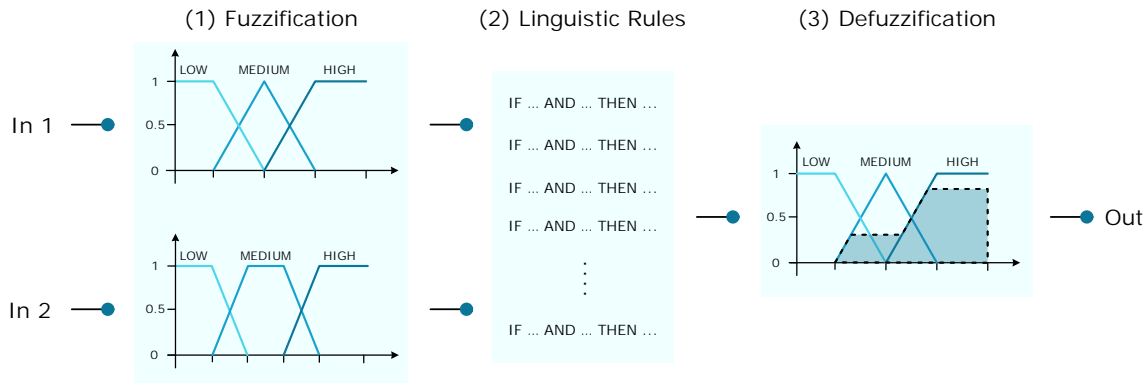 (1) Fuzzification
(2) Linguistic Rules
(3) Defuzzification
In 1
LOW MEDIUM HIGH
1
0.5
0
In 2
LOW MEDIUM HIGH
1
0.5
0
IF ... AND ... THEN ...
IF ... AND ... THEN ...
IF ... AND ... THEN ...
IF ... AND ... THEN ...
IF ... AND ... THEN ...
LOW MEDIUM HIGH
1
0.5
0
Out